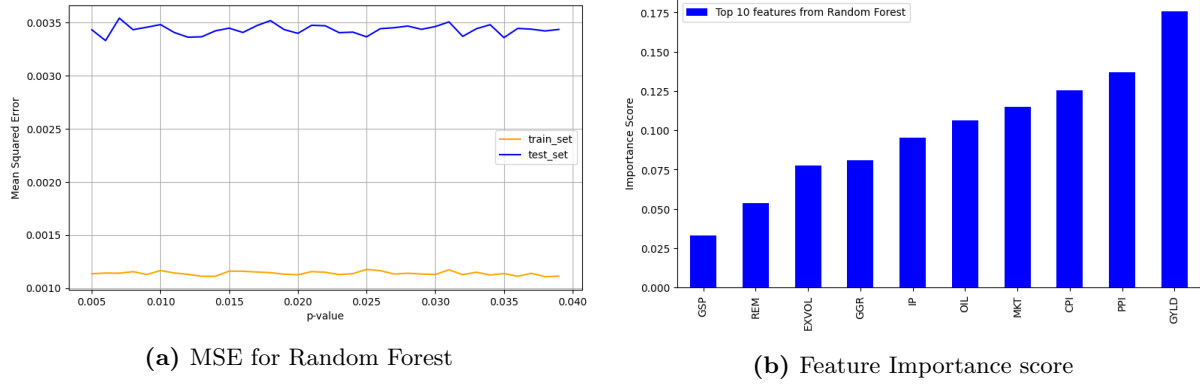 0.0035
0.0030
0.0025
0.0020
0.0015
0.0010
Mean Squared Error
train_set
test_set
0.005
0.010
0.015
0.020
0.025
0.030
0.035
0.040
p-value
(a) MSE for Random Forest
0.175
0.150
0.125
0.100
0.075
0.050
0.025
0.000
Importance Score
Top 10 features from Random Forest
GSP
REM
EXVOL
GGR
IP
OIL
MKT
CPI
PPI
GYLD
(b) Feature Importance score